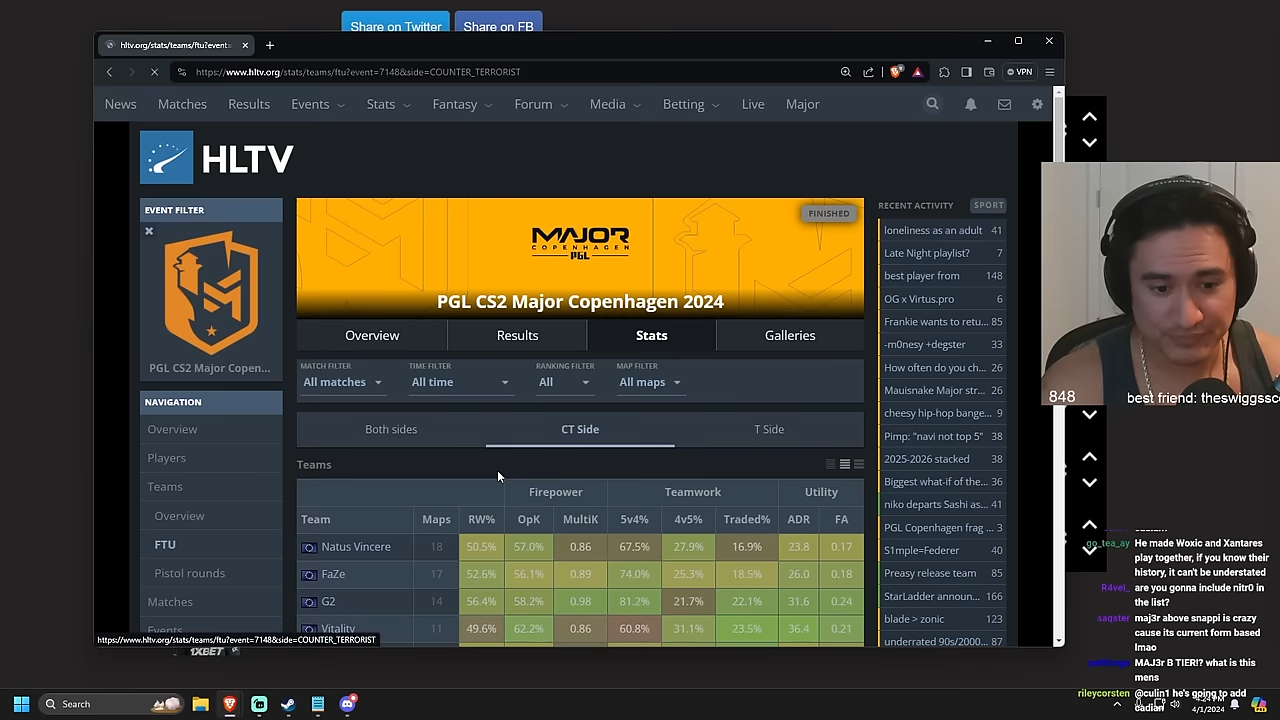 Share on Twitter
Share on FB
hltv.org/stats/teams/ftu?event=
https://www.hltv.org/stats/teams/ftu?event=7148&side=COUNTER_TERRORIST
VPN
News Matches Results Events Stats Fantasy Forum Media Betting Live Major
HLTV
EVENT FILTER
PGL CS2 Major Copen...
FINISHED
MAJOR
COPENHAGEN
PGL
PGL CS2 Major Copenhagen 2024
Overview Results Stats Galleries
MATCH FILTER TIME FILTER RANKING FILTER MAP FILTER
All matches All time All All maps
Both sides CT Side T Side
NAVIGATION
Overview
Players
Teams
Overview
FTU
Pistol rounds
Matches
Events
Teams
Firepower Teamwork Utility
Team Maps RW% OpK MultiK 5v4% 4v5% Traded% ADR FA
Natus Vincere 18 50.5% 57.0% 0.86 67.5% 27.9% 16.9% 23.8 0.17
FaZe 17 52.6% 56.1% 0.89 74.0% 25.3% 18.5% 26.0 0.18
G2 14 56.4% 58.2% 0.98 81.2% 21.7% 22.1% 31.6 0.24
Vitality 11 49.6% 62.2% 0.86 60.8% 31.1% 23.5% 36.4 0.21
https://www.hltv.org/stats/teams/ftu?event=7148&side=COUNTER_TERRORIST
RECENT ACTIVITY SPORT
loneliness as an adult 41
Late Night playlist? 7
best player from 148
OG x Virtus.pro 6
Frankie wants to retu... 85
-m0nesy +degster 33
How often do you ch... 26
Mauisnake Major str... 26
cheesy hip-hop bange... 9
Pimp: "navi not top 5" 38
2025-2026 stacked 38
Biggest what-if of the... 36
niko departs Sashi as... 41
PGL Copenhagen frag ... 3
S1mple=Federer 40
Preasy release team 85
StarLadder announ... 166
blade > zonic 123
underrated 90s/2000... 87
848
best friend: theswiggssc
go_tea_ay He made Woxic and Xantares
play together, if you know their
history, it can't be understated
R4vei_ are you gonna include nitr0 in
the list?
saqster maj3r above snappi is crazy
cause its current form based
lmao
MAJ3r B TIER!? what is this
mens
rileycorsten @culin1 he's going to add
cadian
1XBET
Search
4/1/2024